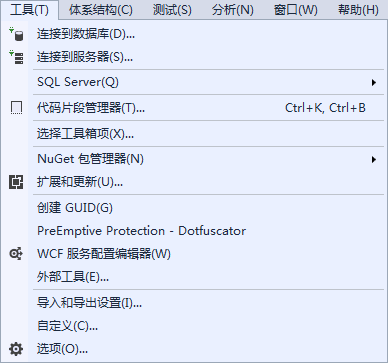 工具(T) 体系结构(C) 测试(S) 分析(N) 窗口(W) 帮助(H)
连接到数据库(D)...
连接到服务器(S)...
SQL Server(Q)
代码片段管理器(T)... Ctrl+K, Ctrl+B
选择工具箱项(X)...
NuGet 包管理器(N)
扩展和更新(U)...
创建 GUID(G)
PreEmptive Protection - Dotfuscator
WCF 服务配置编辑器(W)
外部工具(E)...
导入和导出设置(I)...
自定义(C)...
选项(O)...